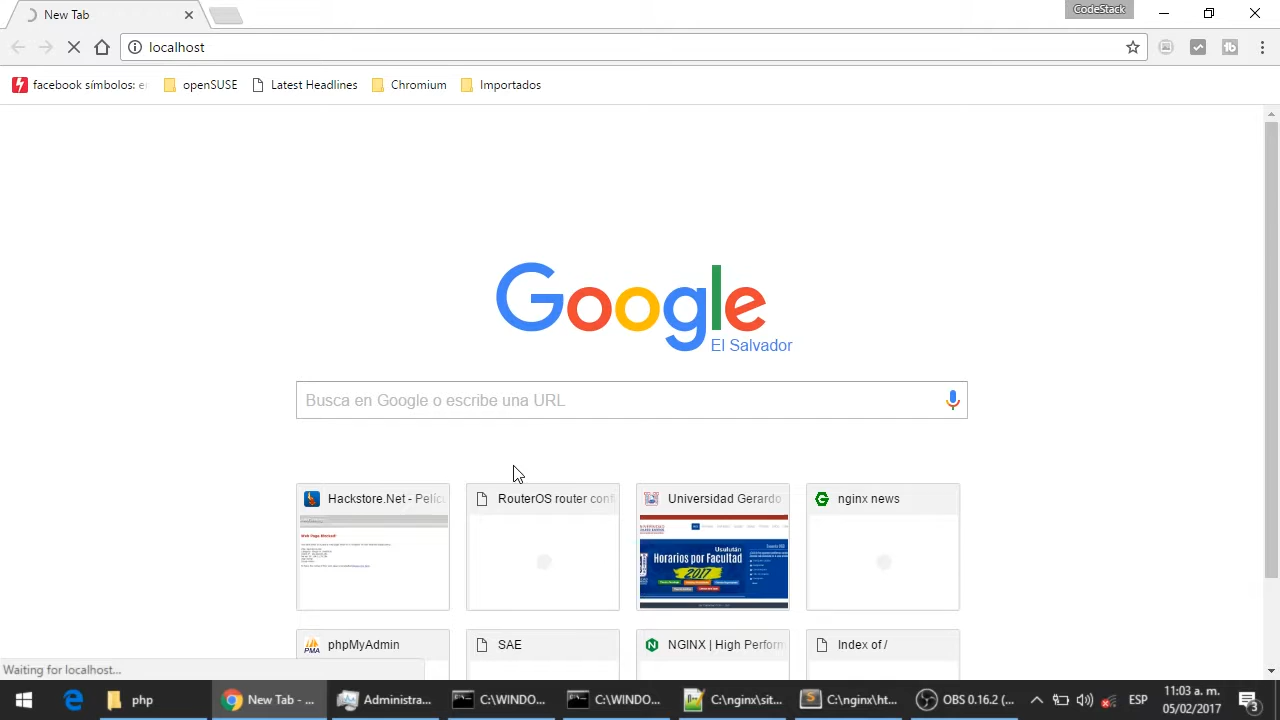 New Tab
CodeStack
localhost
facebook símbolos: e
openSUSE
Latest Headlines
Chromium
Importados
Google
El Salvador
Busca en Google o escribe una URL
Hackstore.Net - Pelíc
RouterOS router conf
Universidad Gerardo
nginx news
Horarios por Facultad
2017
phpMyAdmin
SAE
NGINX | High Perform
Index of /
PMA
Waiting for localhost...
php
New Tab - ...
Administra...
C:\WINDO...
C:\WINDO...
C:\nginx\sit...
C:\nginx\ht...
OBS 0.16.2 (...
ESP
11:03 a. m.
05/02/2017
3